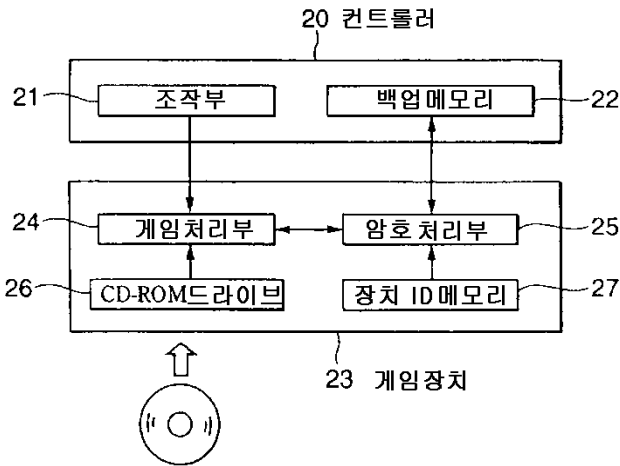 20 컨트롤러
21 조작부 백업메모리 22
24 게임처리부 암호처리부 25
26 CD-ROM드라이브 장치 ID메모리 27
23 게임장치